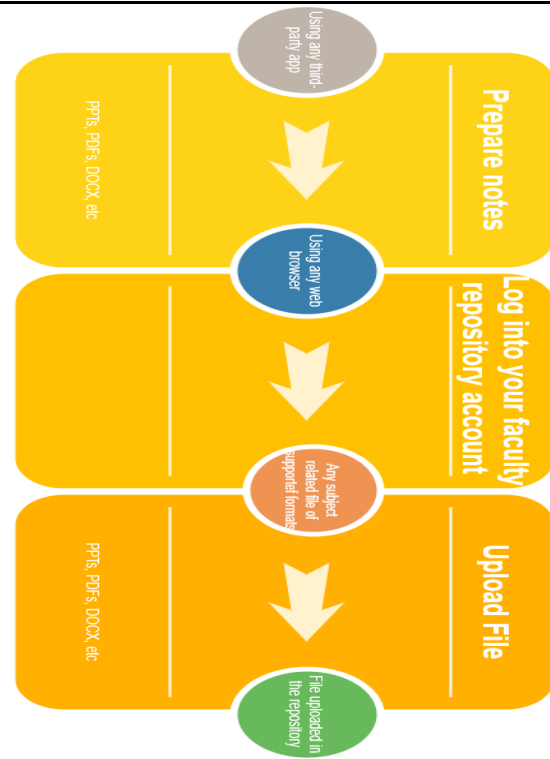 Prepare notes
Log into your faculty
repository account
Upload File
Using any third-
party app
Using any web
browser
Any subject
related file of
supportef formats
File uploaded in
the repository
PPTs, PDFs, DOCX, etc
PPTs, PDFs, DOCX, etc